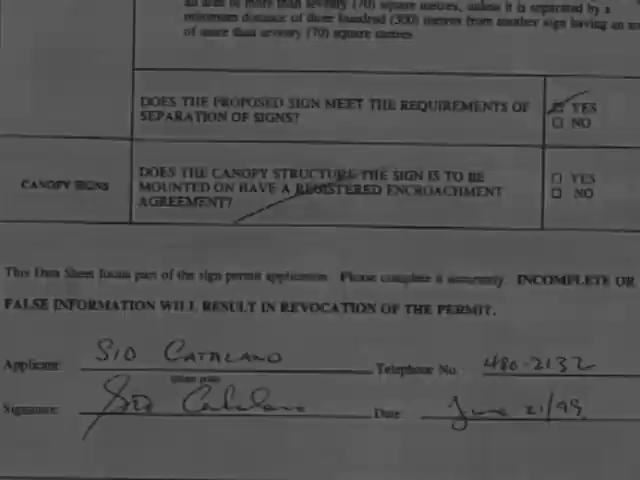 an area of more than seventy (70) square metres, unless it is separated by a
minimum distance of three hundred (300) metres from another sign having an
of more than seventy (70) square metres
DOES THE PROPOSED SIGN MEET THE REQUIREMENTS OF
SEPARATION OF SIGNS?
☑ YES
☐ NO
CANOPY SIGNS
DOES THE CANOPY STRUCTURE THE SIGN IS TO BE
MOUNTED ON HAVE A REGISTERED ENCROACHMENT
AGREEMENT?
☐ YES
☐ NO
This Data Sheet forms part of the sign permit application. Please complete it accurately. INCOMPLETE OR
FALSE INFORMATION WILL RESULT IN REVOCATION OF THE PERMIT.
Applicant: SID CATALANO
(please print)
Telephone No. 480-2132
Signature: Sid Catalano
Date: June 21/99